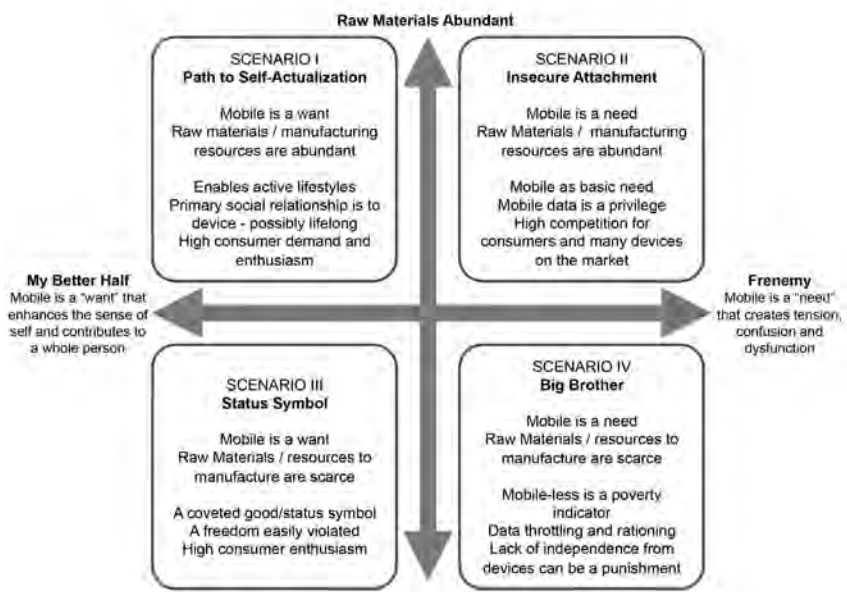 Raw Materials Abundant
SCENARIO I
Path to Self-Actualization
Mobile is a want
Raw materials / manufacturing
resources are abundant
Enables active lifestyles
Primary social relationship is to
device - possibly lifelong
High consumer demand and
enthusiasm
SCENARIO II
Insecure Attachment
Mobile is a need
Raw Materials / manufacturing
resources are abundant
Mobile as basic need
Mobile data is a privilege
High competition for
consumers and many devices
on the market
My Better Half
Mobile is a "want" that
enhances the sense of
self and contributes to
a whole person
Frenemy
Mobile is a "need"
that creates tension,
confusion and
dysfunction
SCENARIO III
Status Symbol
Mobile is a want
Raw Materials / resources to
manufacture are scarce
A coveted good/status symbol
A freedom easily violated
High consumer enthusiasm
SCENARIO IV
Big Brother
Mobile is a need
Raw Materials / resources to
manufacture are scarce
Mobile-less is a poverty
indicator
Data throttling and rationing
Lack of independence from
devices can be a punishment